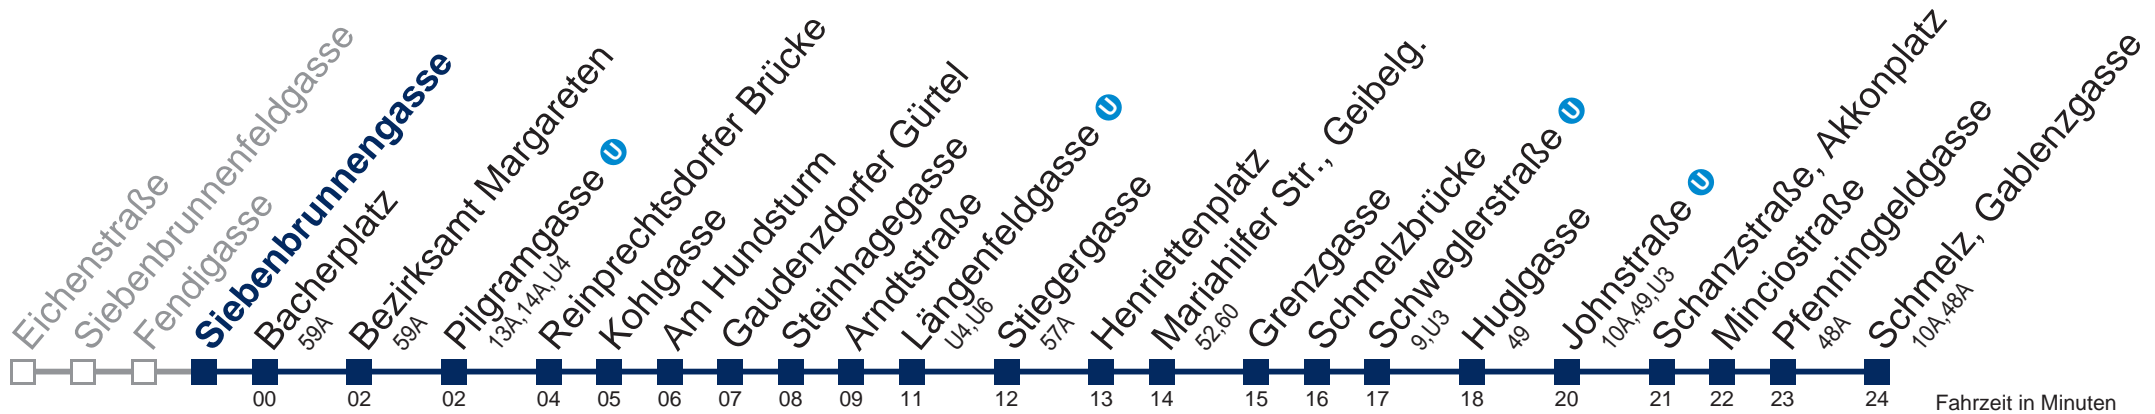 Eichenstraße
Siebenbrunnenfeldgasse
Fendigasse
Siebenbrunnengasse
Bacherplatz
59A
Bezirksamt Margareten
59A
Pilgramgasse U
13A, 14A, U4
Reinprechtsdorfer Brücke
Kohlgasse
Am Hundsturm
Gaudenzdorfer Gürtel
Steinhagegasse
Arndtstraße
Längenfeldgasse U
U4, U6
Stiegergasse
57A
Henriettenplatz
Mariahilfer Str., Geibelg.
52, 60
Grenzgasse
Schmelzbrücke
Schweglerstraße U
9, U3
Huglgasse
49
Johnstraße U
10A, 49, U3
Schanzstraße, Akkonplatz
Minciostraße
Pfenninggeldgasse
48A
Schmelz, Gablenzgasse
10A, 48A
00 02 02 04 05 06 07 08 09 11 12 13 14 15 16 17 18 20 21 22 23 24
Fahrzeit in Minuten